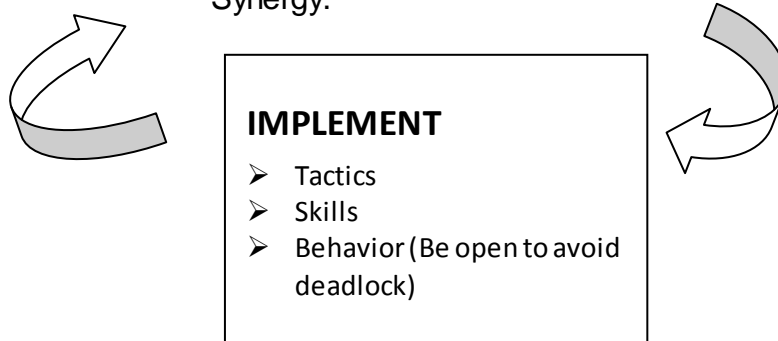 Synergy.
IMPLEMENT
➢ Tactics
➢ Skills
➢ Behavior (Be open to avoid
deadlock)